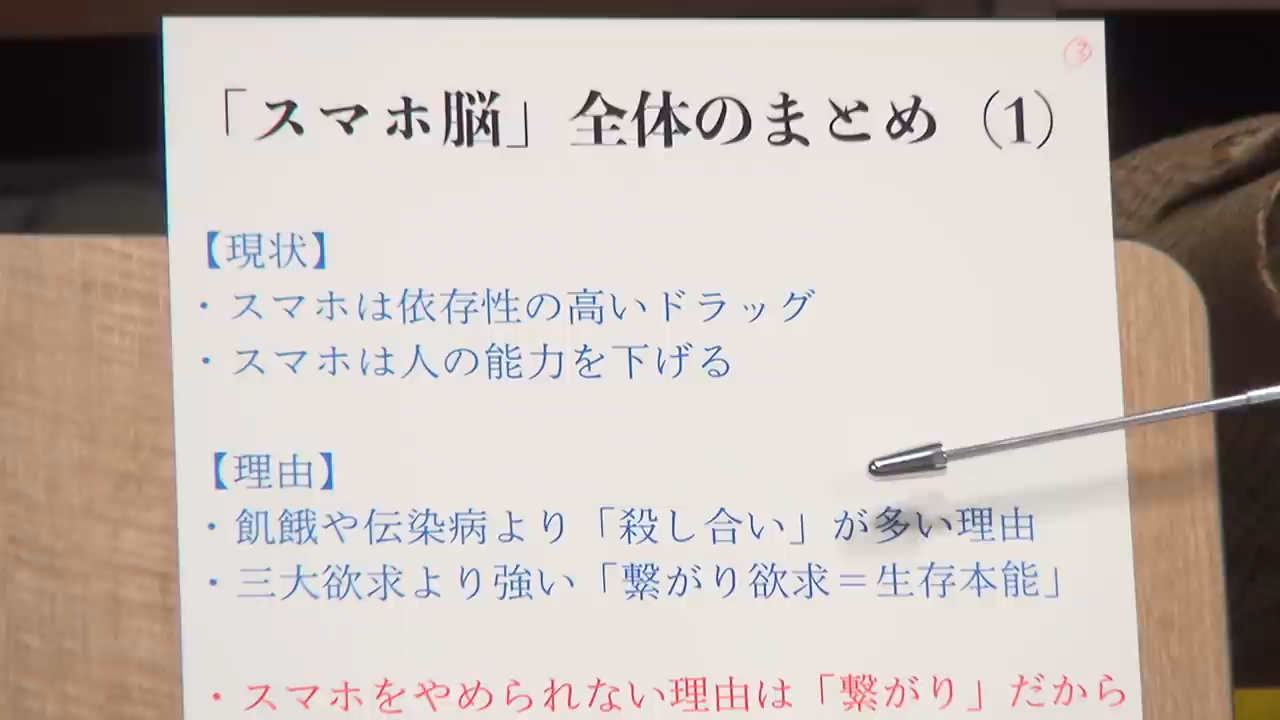 ③
「スマホ脳」全体のまとめ（1）
【現状】
・スマホは依存性の高いドラッグ
・スマホは人の能力を下げる
【理由】
・飢餓や伝染病より「殺し合い」が多い理由
・三大欲求より強い「繋がり欲求＝生存本能」
・スマホをやめられない理由は「繋がり」だから